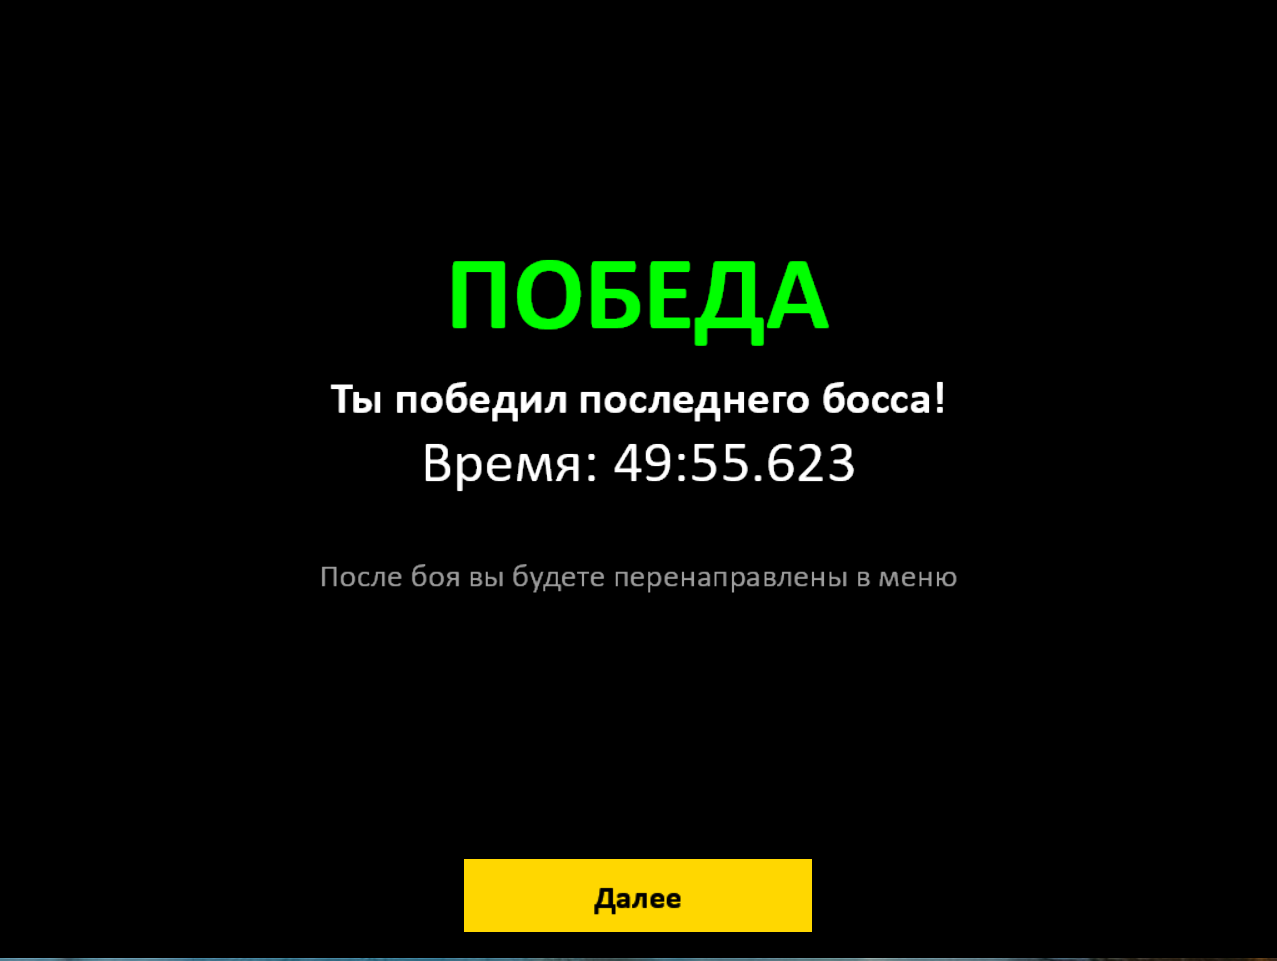 ПОБЕДА
Ты победил последнего босса!
Время: 49:55.623
После боя вы будете перенаправлены в меню
Далее